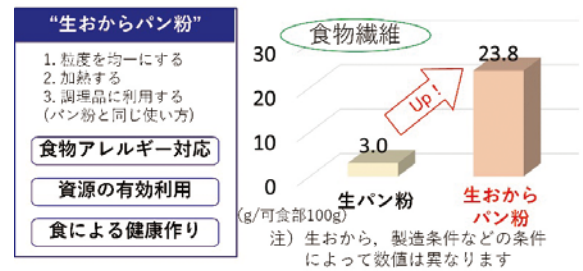 “生おからパン粉”
1. 粒度を均一にする
2. 加熱する
3. 調理品に利用する
(パン粉と同じ使い方)
食物アレルギー対応
資源の有効利用
食による健康作り
食物繊維
30
20
10
0
3.0
Up！
23.8
生パン粉
生おから
パン粉
(g/可食部100g)
注）生おから，製造条件などの条件
によって数値は異なります